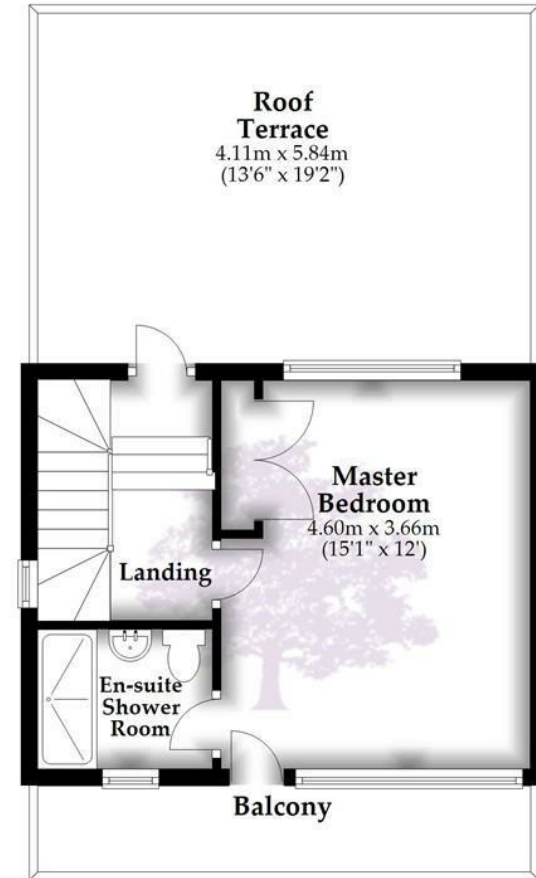 Roof
Terrace
4.11m x 5.84m
(13'6" x 19'2")
Master
Bedroom
4.60m x 3.66m
(15'1" x 12')
Landing
En-suite
Shower
Room
Balcony